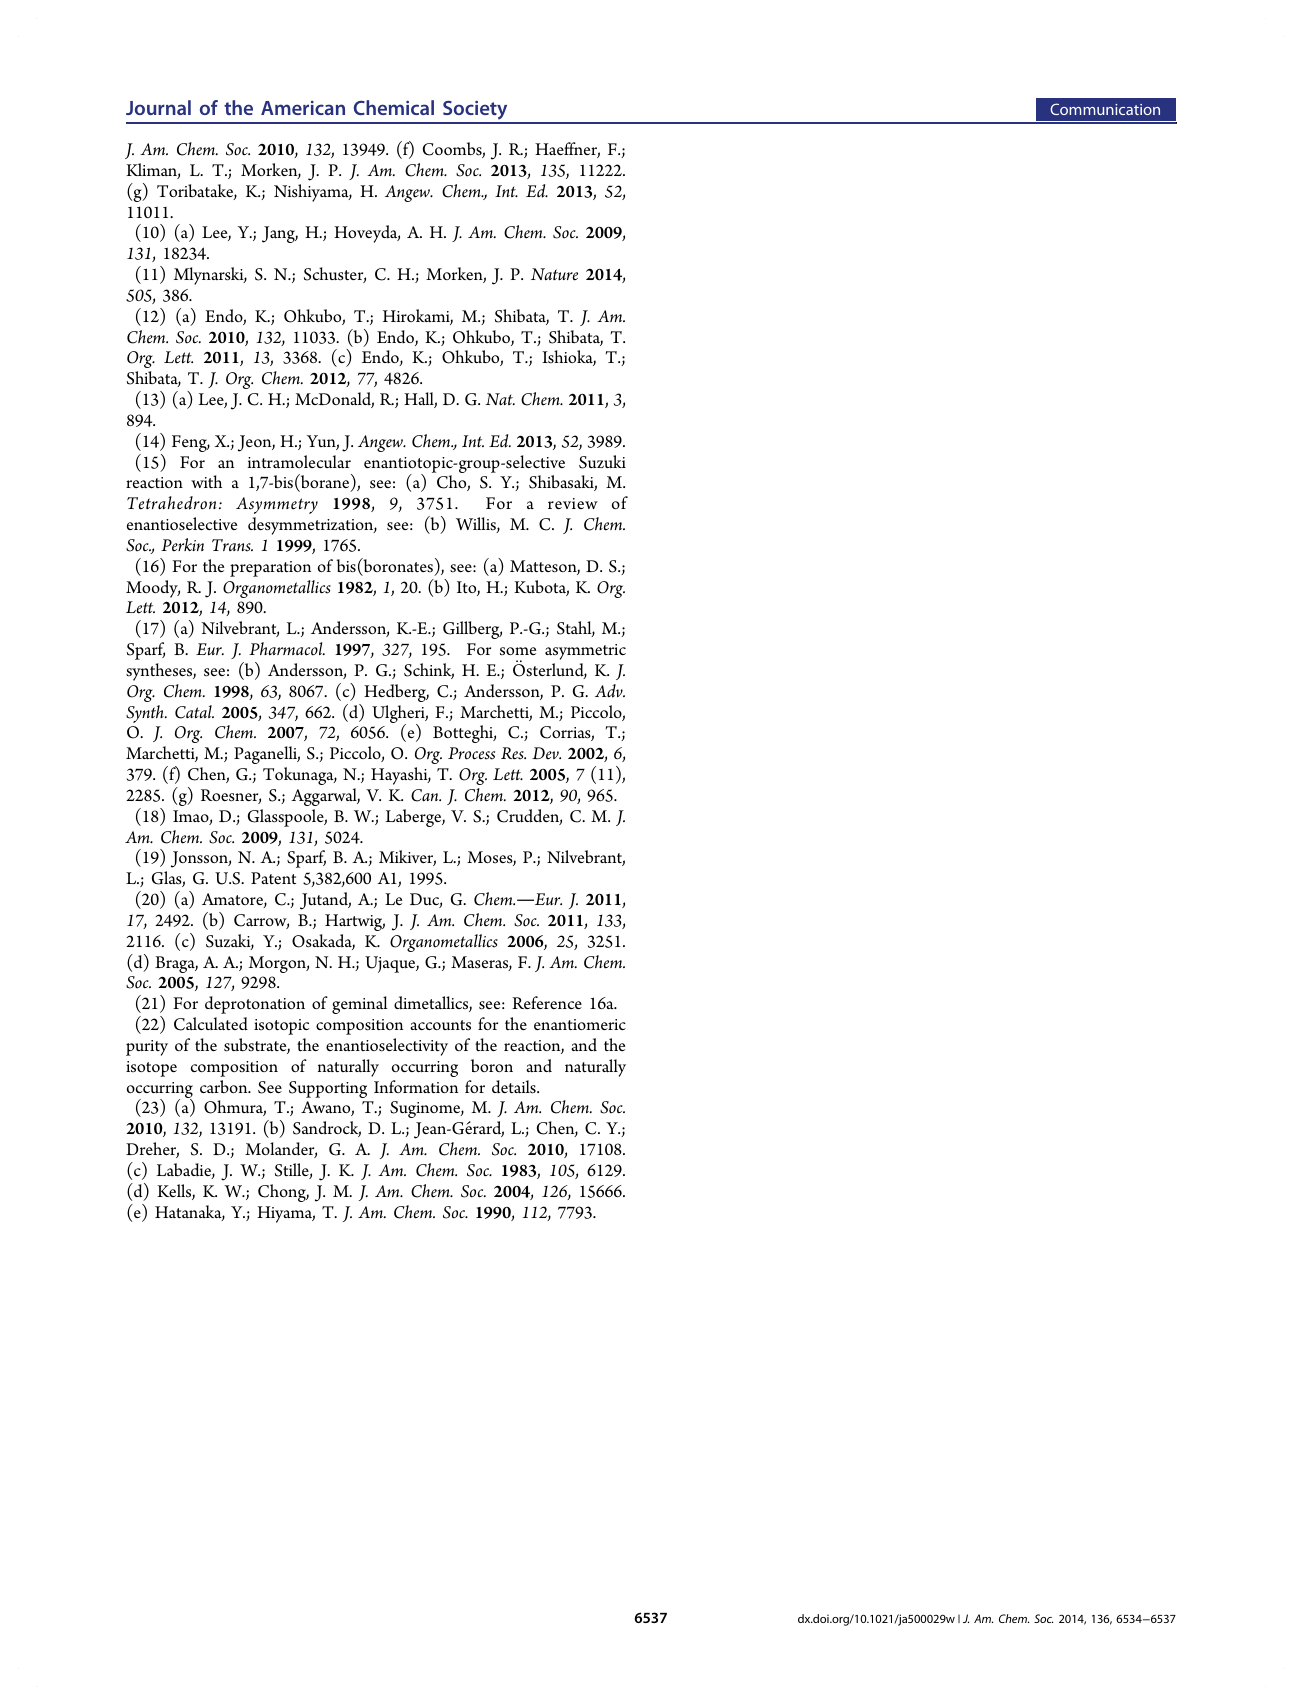 Journal of the American Chemical Society
Communication
J. Am. Chem. Soc. 2010, 132, 13949. (f) Coombs, J. R.; Haeffner, F.;
Kliman, L. T.; Morken, J. P. J. Am. Chem. Soc. 2013, 135, 11222.
(g) Toribatake, K.; Nishiyama, H. Angew. Chem., Int. Ed. 2013, 52,
11011.
(10) (a) Lee, Y.; Jang, H.; Hoveyda, A. H. J. Am. Chem. Soc. 2009,
131, 18234.
(11) Mlynarski, S. N.; Schuster, C. H.; Morken, J. P. Nature 2014,
505, 386.
(12) (a) Endo, K.; Ohkubo, T.; Hirokami, M.; Shibata, T. J. Am.
Chem. Soc. 2010, 132, 11033. (b) Endo, K.; Ohkubo, T.; Shibata, T.
Org. Lett. 2011, 13, 3368. (c) Endo, K.; Ohkubo, T.; Ishioka, T.;
Shibata, T. J. Org. Chem. 2012, 77, 4826.
(13) (a) Lee, J. C. H.; McDonald, R.; Hall, D. G. Nat. Chem. 2011, 3,
894.
(14) Feng, X.; Jeon, H.; Yun, J. Angew. Chem., Int. Ed. 2013, 52, 3989.
(15) For an intramolecular enantiotopic-group-selective Suzuki
reaction with a 1,7-bis(borane), see: (a) Cho, S. Y.; Shibasaki, M.
Tetrahedron: Asymmetry 1998, 9, 3751. For a review of
enantioselective desymmetrization, see: (b) Willis, M. C. J. Chem.
Soc., Perkin Trans. 1 1999, 1765.
(16) For the preparation of bis(boronates), see: (a) Matteson, D. S.;
Moody, R. J. Organometallics 1982, 1, 20. (b) Ito, H.; Kubota, K. Org.
Lett. 2012, 14, 890.
(17) (a) Nilvebrant, L.; Andersson, K.-E.; Gillberg, P.-G.; Stahl, M.;
Sparf, B. Eur. J. Pharmacol. 1997, 327, 195. For some asymmetric
syntheses, see: (b) Andersson, P. G.; Schink, H. E.; Österlund, K. J.
Org. Chem. 1998, 63, 8067. (c) Hedberg, C.; Andersson, P. G. Adv.
Synth. Catal. 2005, 347, 662. (d) Ulgheri, F.; Marchetti, M.; Piccolo,
O. J. Org. Chem. 2007, 72, 6056. (e) Botteghi, C.; Corrias, T.;
Marchetti, M.; Paganelli, S.; Piccolo, O. Org. Process Res. Dev. 2002, 6,
379. (f) Chen, G.; Tokunaga, N.; Hayashi, T. Org. Lett. 2005, 7 (11),
2285. (g) Roesner, S.; Aggarwal, V. K. Can. J. Chem. 2012, 90, 965.
(18) Imao, D.; Glasspoole, B. W.; Laberge, V. S.; Crudden, C. M. J.
Am. Chem. Soc. 2009, 131, 5024.
(19) Jonsson, N. A.; Sparf, B. A.; Mikiver, L.; Moses, P.; Nilvebrant,
L.; Glas, G. U.S. Patent 5,382,600 A1, 1995.
(20) (a) Amatore, C.; Jutand, A.; Le Duc, G. Chem.—Eur. J. 2011,
17, 2492. (b) Carrow, B.; Hartwig, J. J. Am. Chem. Soc. 2011, 133,
2116. (c) Suzaki, Y.; Osakada, K. Organometallics 2006, 25, 3251.
(d) Braga, A. A.; Morgon, N. H.; Ujaque, G.; Maseras, F. J. Am. Chem.
Soc. 2005, 127, 9298.
(21) For deprotonation of geminal dimetallics, see: Reference 16a.
(22) Calculated isotopic composition accounts for the enantiomeric
purity of the substrate, the enantioselectivity of the reaction, and the
isotope composition of naturally occurring boron and naturally
occurring carbon. See Supporting Information for details.
(23) (a) Ohmura, T.; Awano, T.; Suginome, M. J. Am. Chem. Soc.
2010, 132, 13191. (b) Sandrock, D. L.; Jean-Gérard, L.; Chen, C. Y.;
Dreher, S. D.; Molander, G. A. J. Am. Chem. Soc. 2010, 17108.
(c) Labadie, J. W.; Stille, J. K. J. Am. Chem. Soc. 1983, 105, 6129.
(d) Kells, K. W.; Chong, J. M. J. Am. Chem. Soc. 2004, 126, 15666.
(e) Hatanaka, Y.; Hiyama, T. J. Am. Chem. Soc. 1990, 112, 7793.
6537
dx.doi.org/10.1021/ja500029w | J. Am. Chem. Soc. 2014, 136, 6534−6537